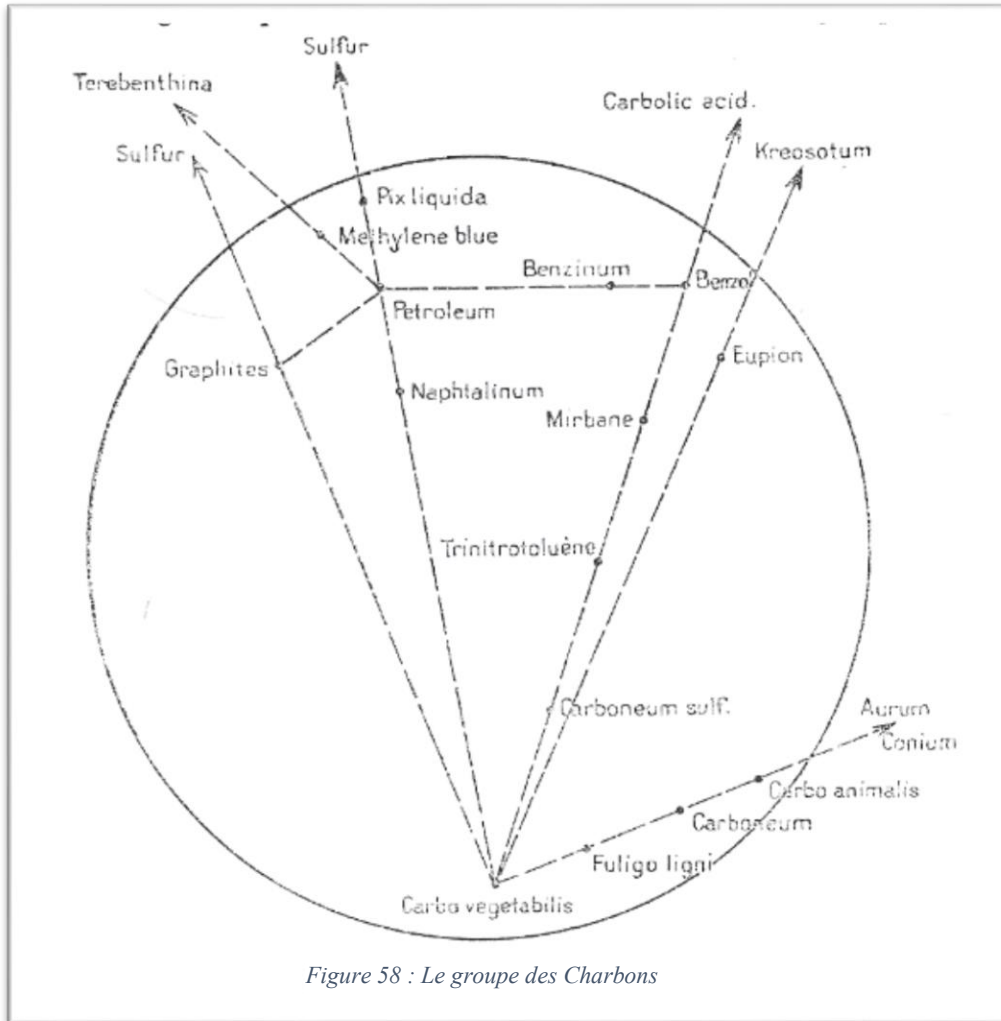 Sulfur
Terebenthina
Carbolic acid.
Sulfur
Kreosotum
Pix liquida
Methylene blue
Benzinum
Benzol
Petroleum
Eupion
Graphites
Naphtalinum
Mirbane
Trinitrotoluène
Carboneum sulf.
Aurum
Conium
Carbo animalis
Carboneum
Fuligo ligni
Carbo vegetabilis
Figure 58 : Le groupe des Charbons